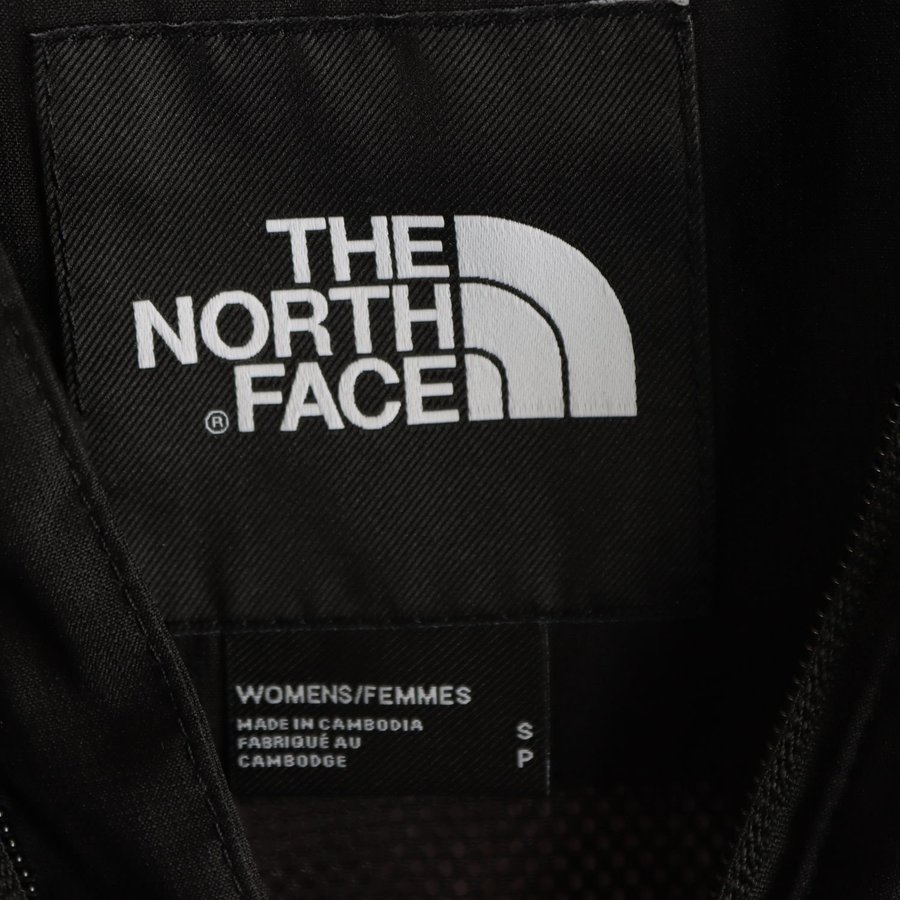 THE
NORTH
® FACE
WOMENS/FEMMES
MADE IN CAMBODIA
FABRIQUÉ AU
CAMBODGE
S
P